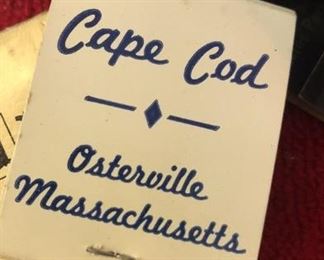 Cape Cod
Osterville
Massachusetts